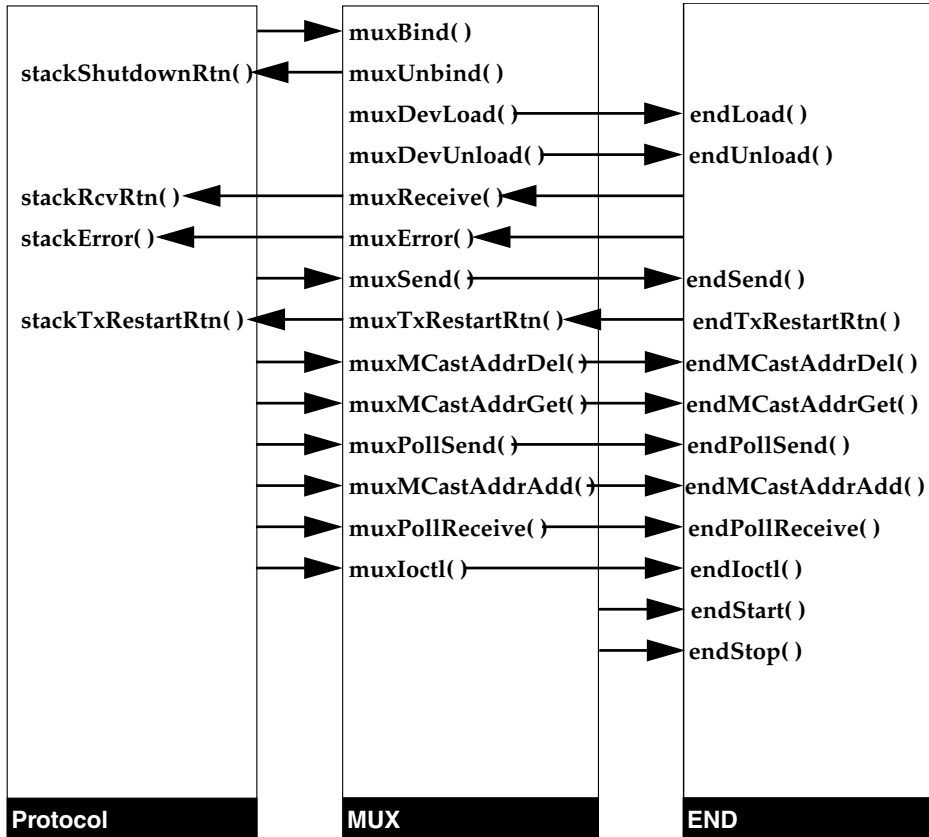 muxBind( )
stackShutdownRtn( ) muxUnbind( )
muxDevLoad( ) endLoad( )
muxDevUnload( ) endUnload( )
stackRcvRtn( ) muxReceive( )
stackError( ) muxError( )
muxSend( ) endSend( )
stackTxRestartRtn( ) muxTxRestartRtn( ) endTxRestartRtn( )
muxMCastAddrDel( ) endMCastAddrDel( )
muxMCastAddrGet( ) endMCastAddrGet( )
muxPollSend( ) endPollSend( )
muxMCastAddrAdd( ) endMCastAddrAdd( )
muxPollReceive( ) endPollReceive( )
muxIoctl( ) endIoctl( )
endStart( )
endStop( )
Protocol MUX END